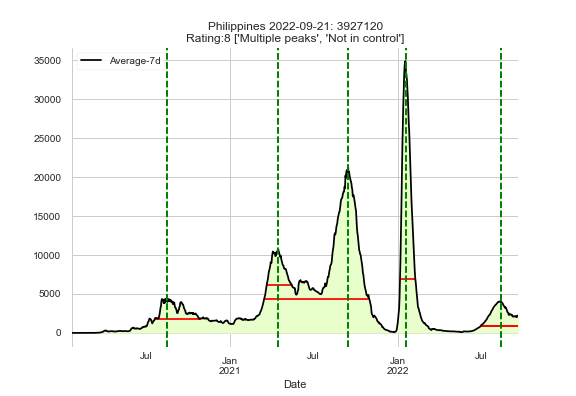 Philippines 2022-09-21: 3927120
Rating:8 ['Multiple peaks', 'Not in control']
Average-7d
35000
30000
25000
20000
15000
10000
5000
0
Jul
Jan
2021
Jul
Jan
2022
Jul
Date